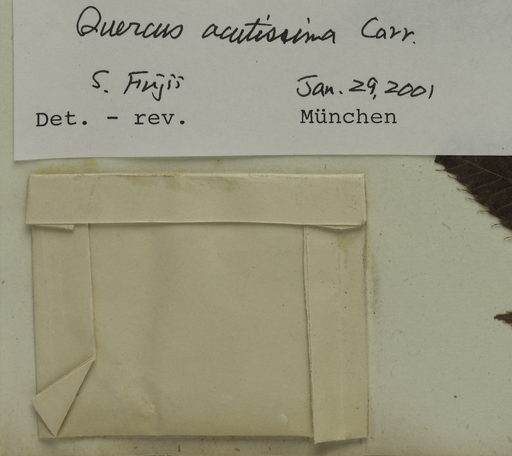 Quercus acutissima Carr.
S. Fujii Jan. 29, 2001
Det. - rev. München